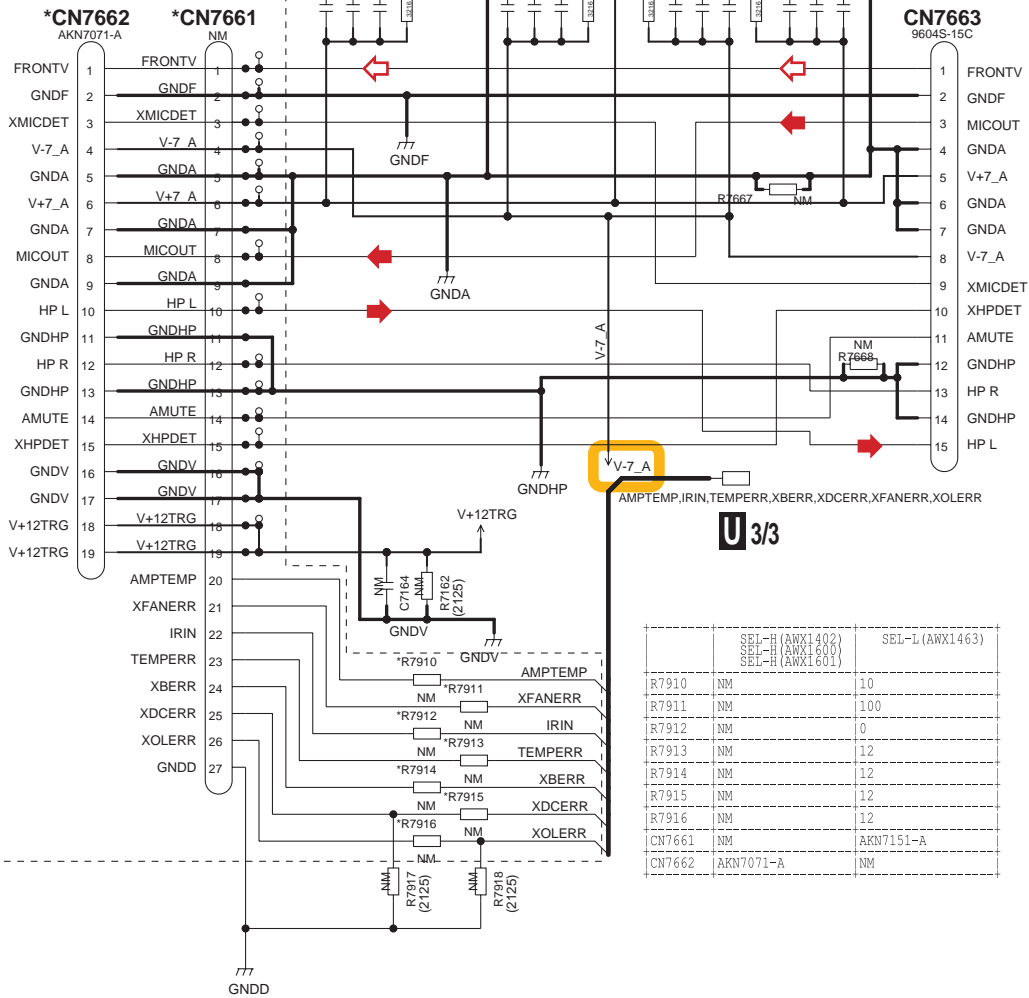 *CN7662
AKN7071-A
FRONTV 1
GNDF 2
XMICDET 3
V-7_A 4
GNDA 5
V+7_A 6
GNDA 7
MICOUT 8
GNDA 9
HP L 10
GNDHP 11
HP R 12
GNDHP 13
AMUTE 14
XHPDET 15
GNDV 16
GNDV 17
V+12TRG 18
V+12TRG 19
*CN7661
NM
FRONTV 1
GNDF 2
XMICDET 3
V-7_A 4
GNDA 5
V+7_A 6
GNDA 7
MICOUT 8
GNDA 9
HP L 10
GNDHP 11
HP R 12
GNDHP 13
AMUTE 14
XHPDET 15
GNDV 16
GNDV 17
V+12TRG 18
V+12TRG 19
AMPTEMP 20
XFANERR 21
IRIN 22
TEMPERR 23
XBERR 24
XDCERR 25
XOLERR 26
GNDD 27
3216
3216
3216
3216
GNDF
GNDA
R7667
NM
V-7_A
NM
R7668
GNDHP
V-7_A
AMPTEMP,IRIN,TEMPERR,XBERR,XDCERR,XFANERR,XOLERR
U 3/3
V+12TRG
NM
C7164
NM
R7162
(2125)
GNDV
GNDV
*R7910
NM
AMPTEMP
*R7911
NM
XFANERR
*R7912
NM
IRIN
*R7913
NM
TEMPERR
*R7914
NM
XBERR
*R7915
NM
XDCERR
*R7916
NM
XOLERR
NM
R7917
(2125)
NM
R7918
(2125)
GNDD
CN7663
9604S-15C
1 FRONTV
2 GNDF
3 MICOUT
4 GNDA
5 V+7_A
6 GNDA
7 GNDA
8 V-7_A
9 XMICDET
10 XHPDET
11 AMUTE
12 GNDHP
13 HP R
14 GNDHP
15 HP L
SEL-H(AWX1402)
SEL-H(AWX1600)
SEL-H(AWX1601)
SEL-L(AWX1463)
R7910 NM 10
R7911 NM 100
R7912 NM 0
R7913 NM 12
R7914 NM 12
R7915 NM 12
R7916 NM 12
CN7661 NM AKN7151-A
CN7662 AKN7071-A NM